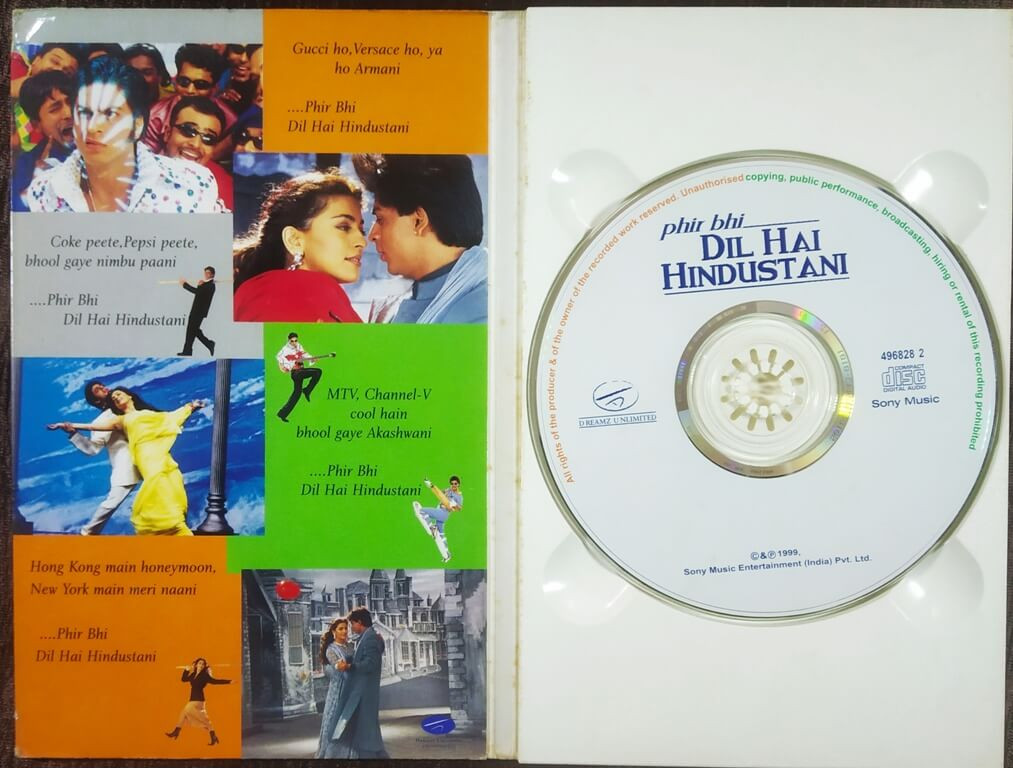 Gucci ho,Versace ho, ya
ho Armani
....Phir Bhi
Dil Hai Hindustani
Coke peete,Pepsi peete,
bhool gaye nimbu paani
....Phir Bhi
Dil Hai Hindustani
MTV, Channel-V
cool hain
bhool gaye Akashwani
....Phir Bhi
Dil Hai Hindustani
Hong Kong main honeymoon,
New York main meri naani
....Phir Bhi
Dil Hai Hindustani
All rights of the producer & of the owner of the recorded work reserved. Unauthorised copying, public performance, broadcasting, hiring or rental of this recording prohibited
phir bhi
DIL HAI
HINDUSTANI
DREAMZ UNLIMITED
496828 2
COMPACT
disc
DIGITAL AUDIO
Sony Music
©&℗1999,
Sony Music Entertainment (India) Pvt. Ltd.